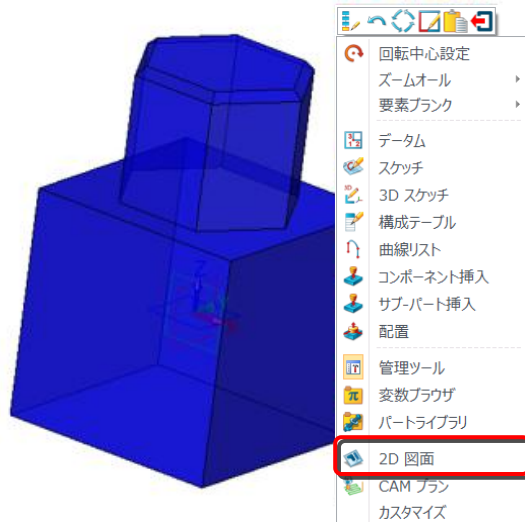 回転中心設定
ズームオール
要素ブランク
データム
スケッチ
3D スケッチ
構成テーブル
曲線リスト
コンポーネント挿入
サブ-パート挿入
配置
管理ツール
変数ブラウザ
パートライブラリ
2D 図面
CAM プラン
カスタマイズ
Z